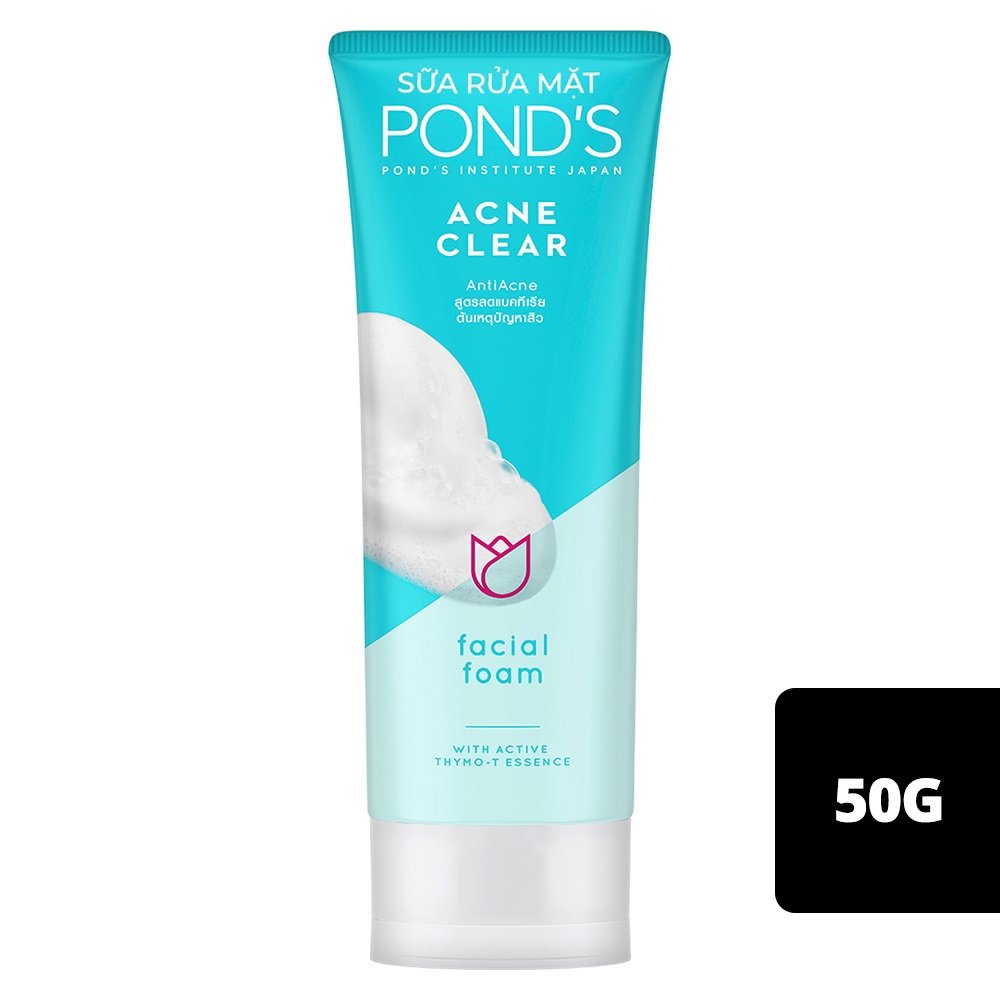 SỮA RỬA MẶT
POND'S
POND'S INSTITUTE JAPAN
ACNE
CLEAR
AntiAcne
สูตรลดแบคทีเรีย
ต้นเหตุปัญหาสิว
facial
foam
WITH ACTIVE
THYMO-T ESSENCE
50G